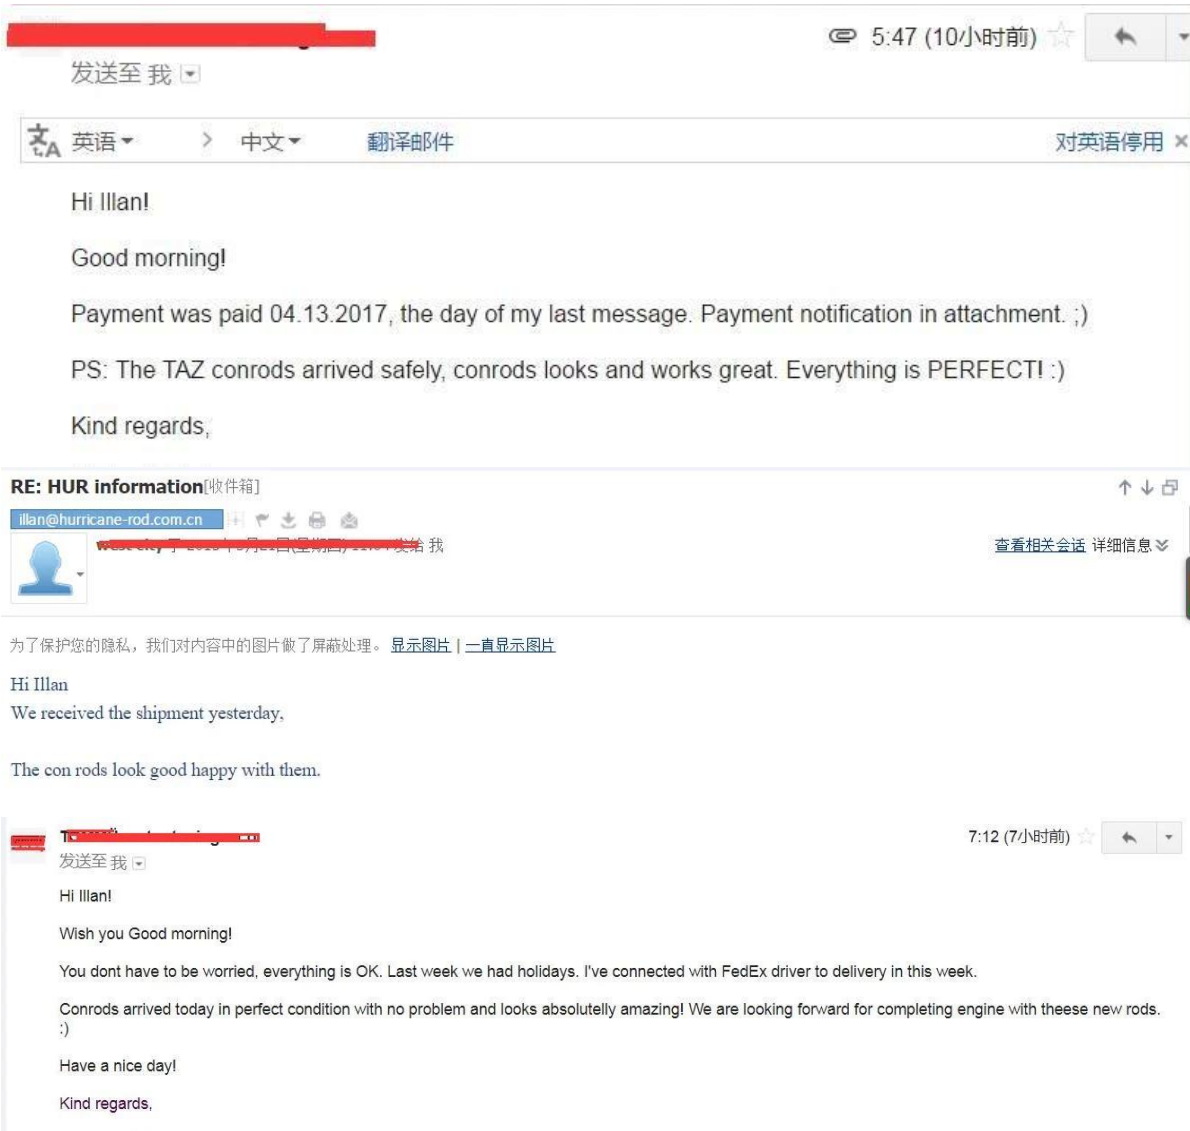 5:47 (10小时前)
发送至 我
英语 > 中文 翻译邮件 对英语停用 ×
Hi Illan!
Good morning!
Payment was paid 04.13.2017, the day of my last message. Payment notification in attachment. ;)
PS: The TAZ conrods arrived safely, conrods looks and works great. Everything is PERFECT! :)
Kind regards,
RE: HUR information[收件箱]
illan@hurricane-rod.com.cn
发给 我 查看相关会话 详细信息
为了保护您的隐私，我们对内容中的图片做了屏蔽处理。 显示图片 | 一直显示图片
Hi Illan
We received the shipment yesterday,
The con rods look good happy with them.
7:12 (7小时前)
发送至 我
Hi Illan!
Wish you Good morning!
You dont have to be worried, everything is OK. Last week we had holidays. I've connected with FedEx driver to delivery in this week.
Conrods arrived today in perfect condition with no problem and looks absolutelly amazing! We are looking forward for completing engine with theese new rods.
:)
Have a nice day!
Kind regards,